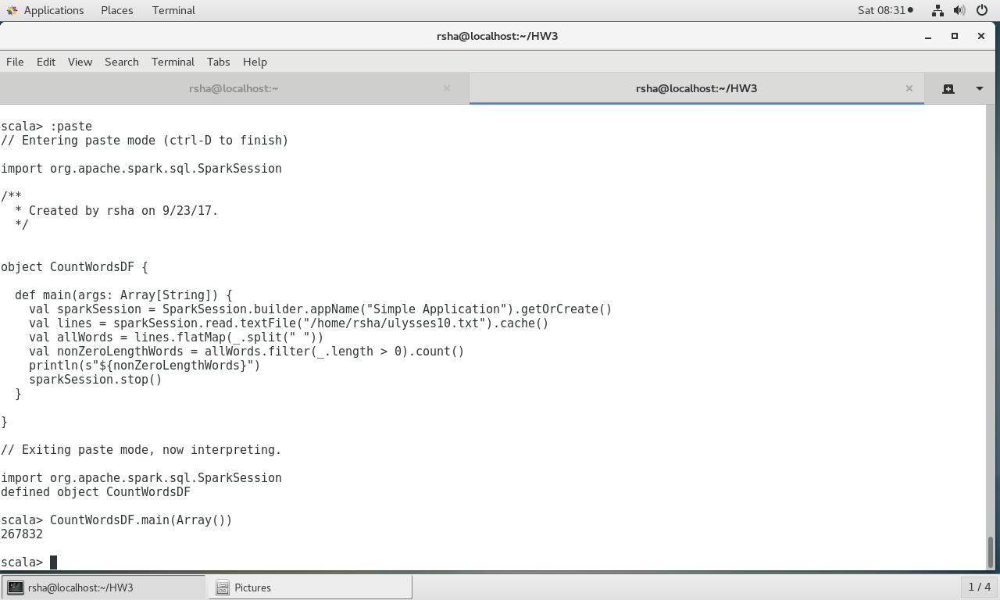 Applications Places Terminal Sat 08:31
rsha@localhost:~/HW3
File Edit View Search Terminal Tabs Help
rsha@localhost:~ rsha@localhost:~/HW3
scala> :paste
// Entering paste mode (ctrl-D to finish)
import org.apache.spark.sql.SparkSession
/**
  * Created by rsha on 9/23/17.
  */
object CountWordsDF {
  def main(args: Array[String]) {
    val sparkSession = SparkSession.builder.appName("Simple Application").getOrCreate()
    val lines = sparkSession.read.textFile("/home/rsha/ulysses10.txt").cache()
    val allWords = lines.flatMap(_.split(" "))
    val nonZeroLengthWords = allWords.filter(_.length > 0).count()
    println(s"${nonZeroLengthWords}")
    sparkSession.stop()
  }
}
// Exiting paste mode, now interpreting.
import org.apache.spark.sql.SparkSession
defined object CountWordsDF
scala> CountWordsDF.main(Array())
267832
scala>
rsha@localhost:~/HW3 Pictures 1 / 4